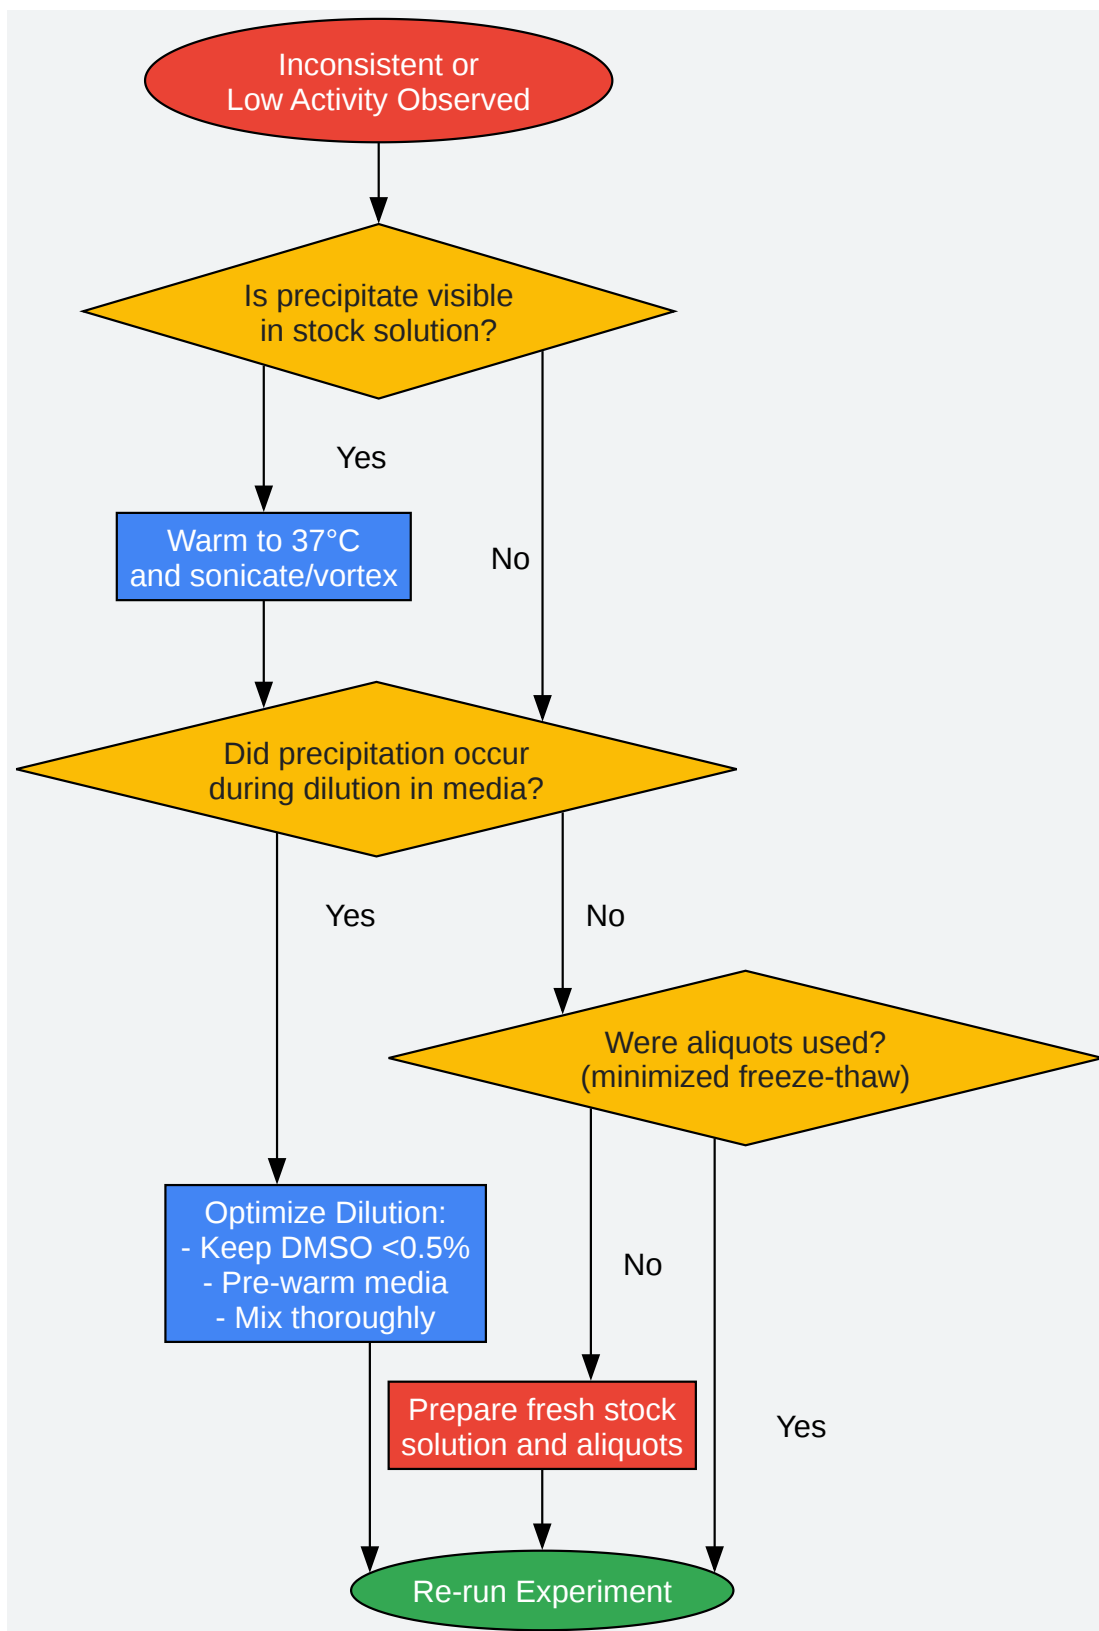 Inconsistent or
Low Activity Observed
Is precipitate visible
in stock solution?
Yes
No
Warm to 37°C
and sonicate/vortex
Did precipitation occur
during dilution in media?
Yes
No
Were aliquots used?
(minimized freeze-thaw)
Optimize Dilution:
- Keep DMSO <0.5%
- Pre-warm media
- Mix thoroughly
No
Prepare fresh stock
solution and aliquots
Yes
Re-run Experiment